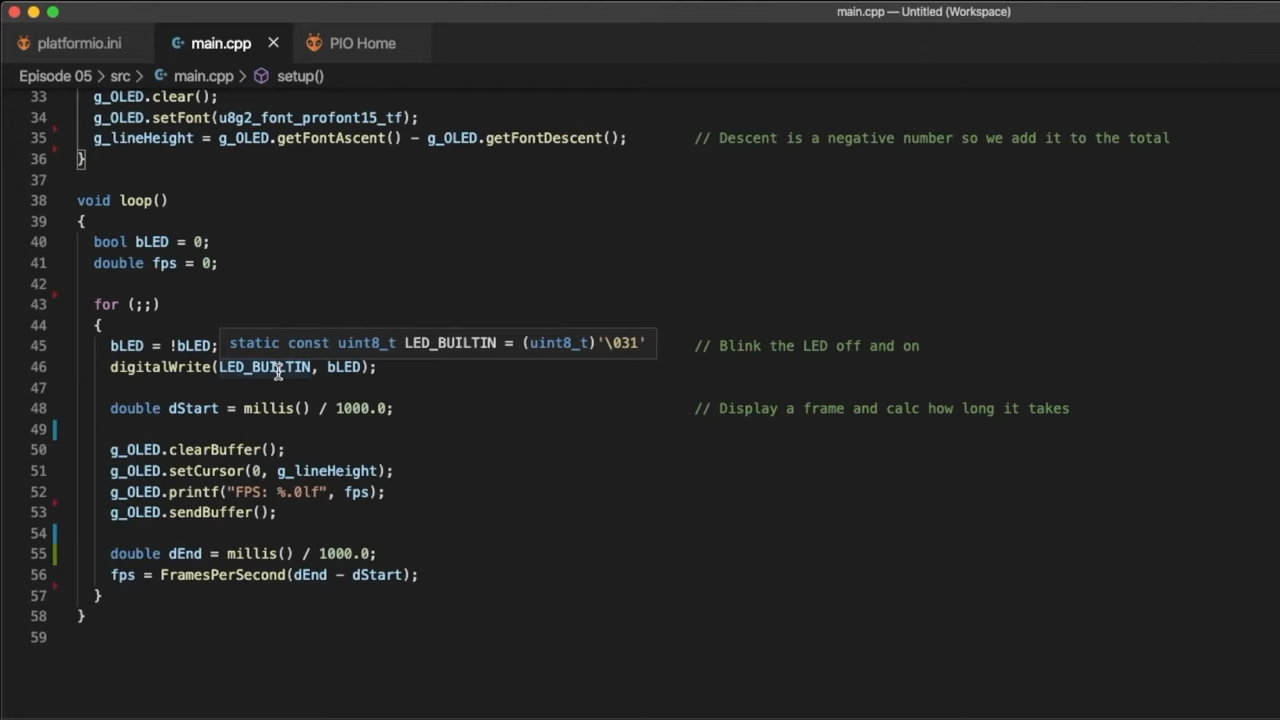 main.cpp — Untitled (Workspace)
platformio.ini main.cpp PIO Home
Episode 05 > src > main.cpp > setup()
33 g_OLED.clear();
34 g_OLED.setFont(u8g2_font_profont15_tf);
35 g_lineHeight = g_OLED.getFontAscent() - g_OLED.getFontDescent(); // Descent is a negative number so we add it to the total
36 }
37
38 void loop()
39 {
40 bool bLED = 0;
41 double fps = 0;
42
43 for (;;)
44 {
45 bLED = !bLED; static const uint8_t LED_BUILTIN = (uint8_t)'\031' // Blink the LED off and on
46 digitalWrite(LED_BUILTIN, bLED);
47
48 double dStart = millis() / 1000.0; // Display a frame and calc how long it takes
49
50 g_OLED.clearBuffer();
51 g_OLED.setCursor(0, g_lineHeight);
52 g_OLED.printf("FPS: %.0lf", fps);
53 g_OLED.sendBuffer();
54
55 double dEnd = millis() / 1000.0;
56 fps = FramesPerSecond(dEnd - dStart);
57 }
58 }
59